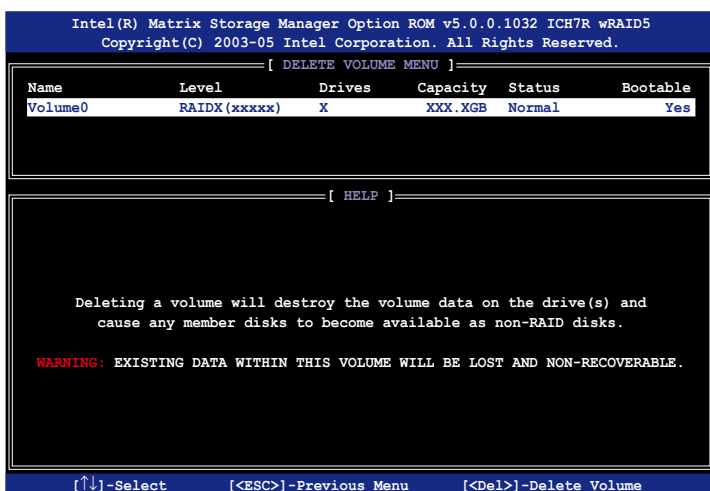 Intel(R) Matrix Storage Manager Option ROM v5.0.0.1032 ICH7R wRAID5
Copyright(C) 2003-05 Intel Corporation. All Rights Reserved.
[ DELETE VOLUME MENU ]
Name Level Drives Capacity Status Bootable
Volume0 RAIDX(xxxxx) X XXX.XGB Normal Yes
[ HELP ]
Deleting a volume will destroy the volume data on the drive(s) and
cause any member disks to become available as non-RAID disks.
WARNING: EXISTING DATA WITHIN THIS VOLUME WILL BE LOST AND NON-RECOVERABLE.
[↑↓]-Select [<ESC>]-Previous Menu [<Del>]-Delete Volume